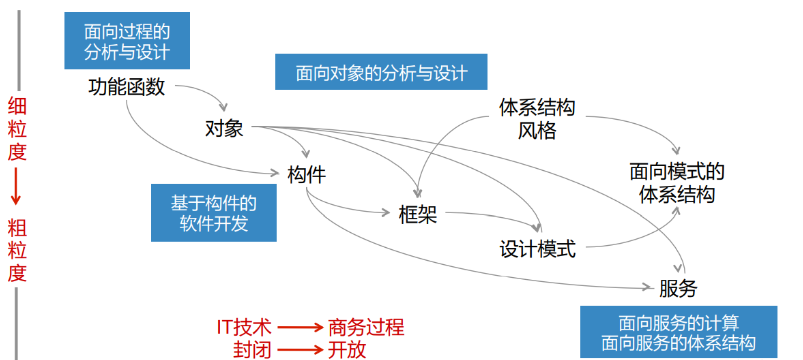 面向过程的
分析与设计
功能函数
面向对象的分析与设计
细粒度
对象
体系结构
风格
构件
面向模式的
体系结构
基于构件的
软件开发
框架
粗粒度
设计模式
服务
IT技术 → 商务过程
封闭 → 开放
面向服务的计算
面向服务的体系结构